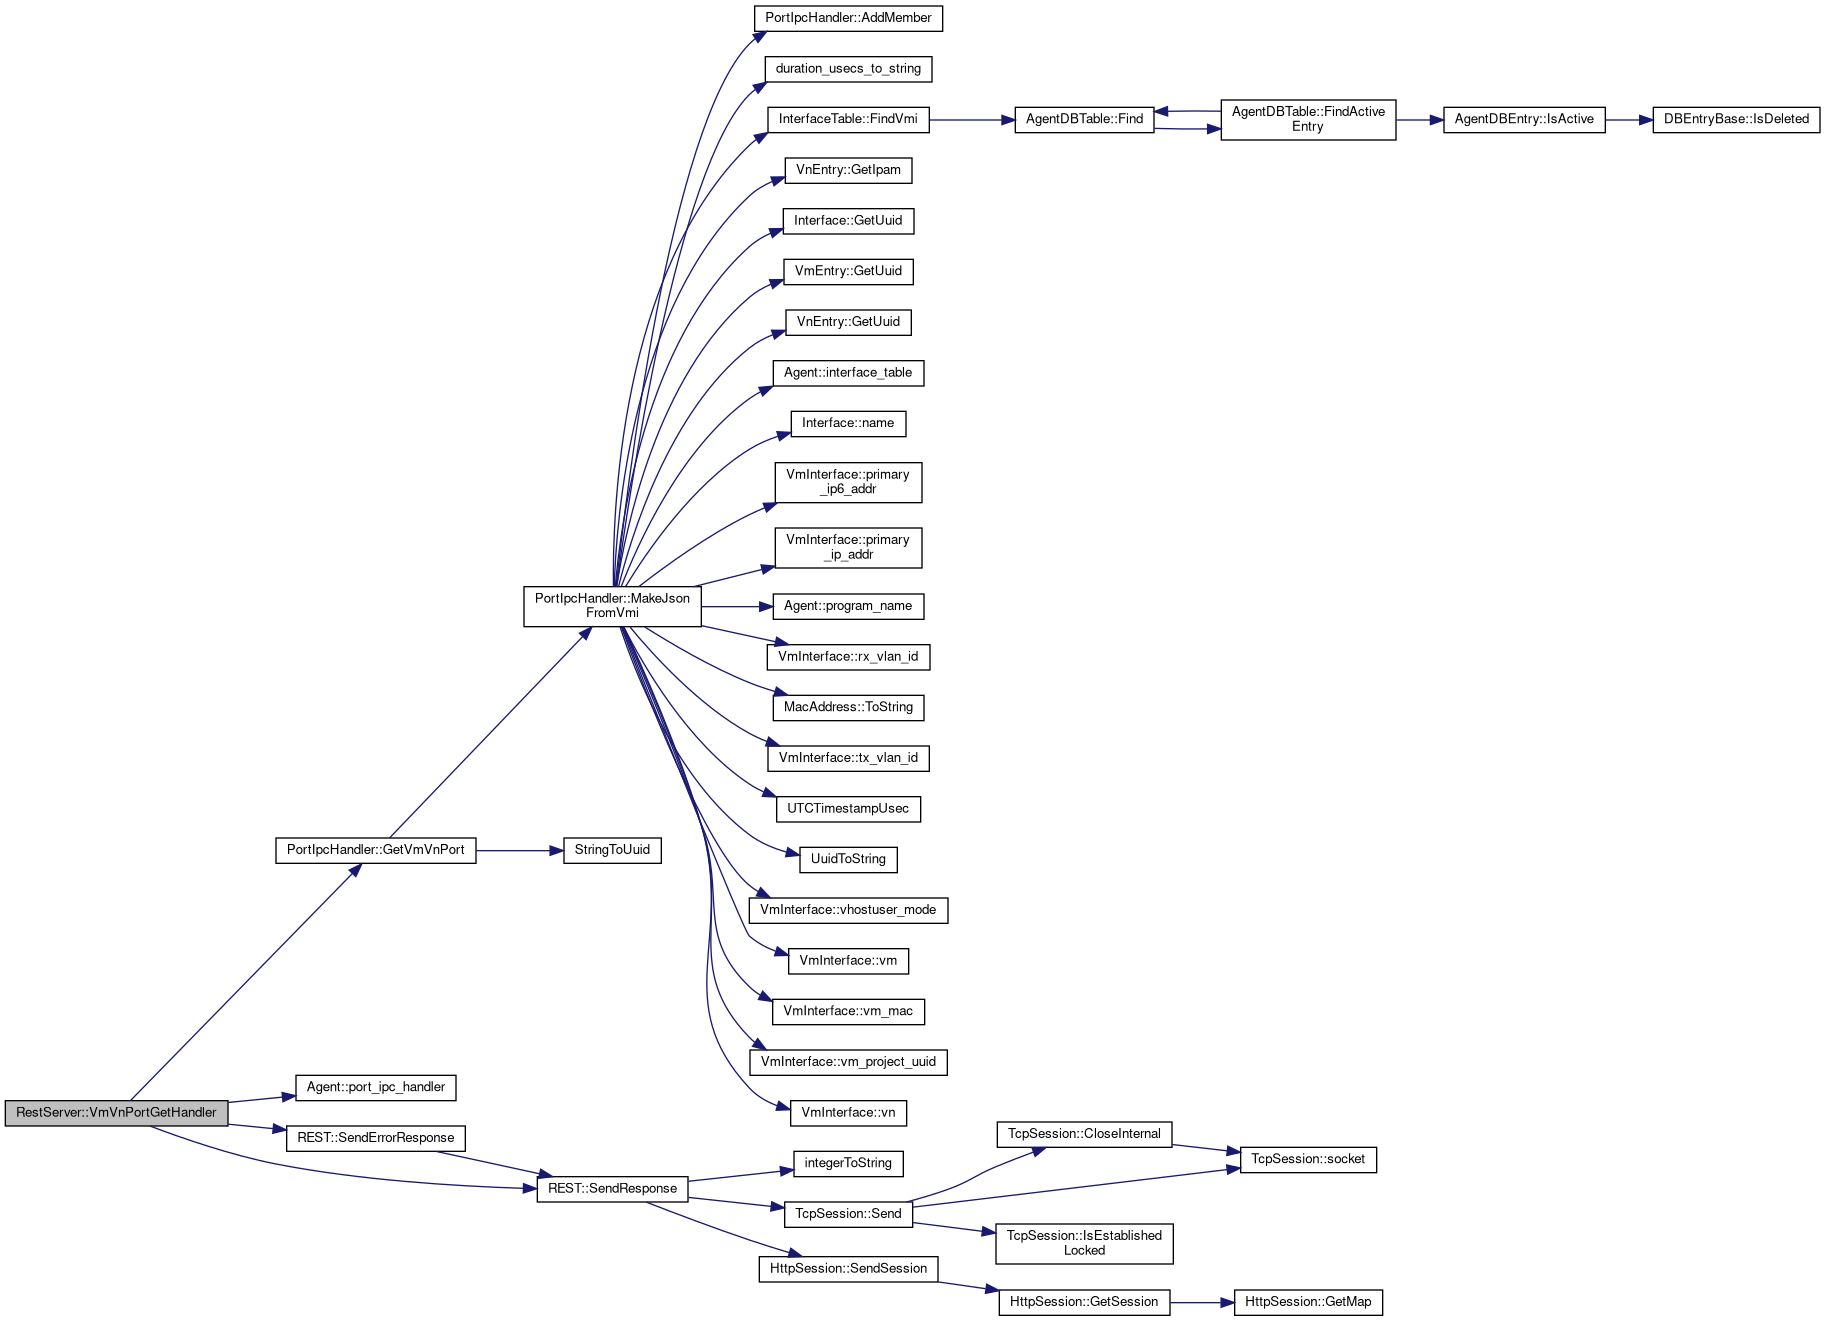 PortIpcHandler::AddMember
duration_usecs_to_string
InterfaceTable::FindVmi
AgentDBTable::Find
AgentDBTable::FindActive
Entry
AgentDBEntry::IsActive
DBEntryBase::IsDeleted
VnEntry::GetIpam
Interface::GetUuid
VmEntry::GetUuid
VnEntry::GetUuid
Agent::interface_table
Interface::name
VmInterface::primary
_ip6_addr
VmInterface::primary
_ip_addr
PortIpcHandler::MakeJson
FromVmi
Agent::program_name
VmInterface::rx_vlan_id
MacAddress::ToString
VmInterface::tx_vlan_id
UTCTimestampUsec
PortIpcHandler::GetVmVnPort
StringToUuid
UuidToString
VmInterface::vhostuser_mode
VmInterface::vm
VmInterface::vm_mac
VmInterface::vm_project_uuid
Agent::port_ipc_handler
RestServer::VmVnPortGetHandler
VmInterface::vn
REST::SendErrorResponse
TcpSession::CloseInternal
TcpSession::socket
integerToString
REST::SendResponse
TcpSession::Send
TcpSession::IsEstablished
Locked
HttpSession::SendSession
HttpSession::GetSession
HttpSession::GetMap